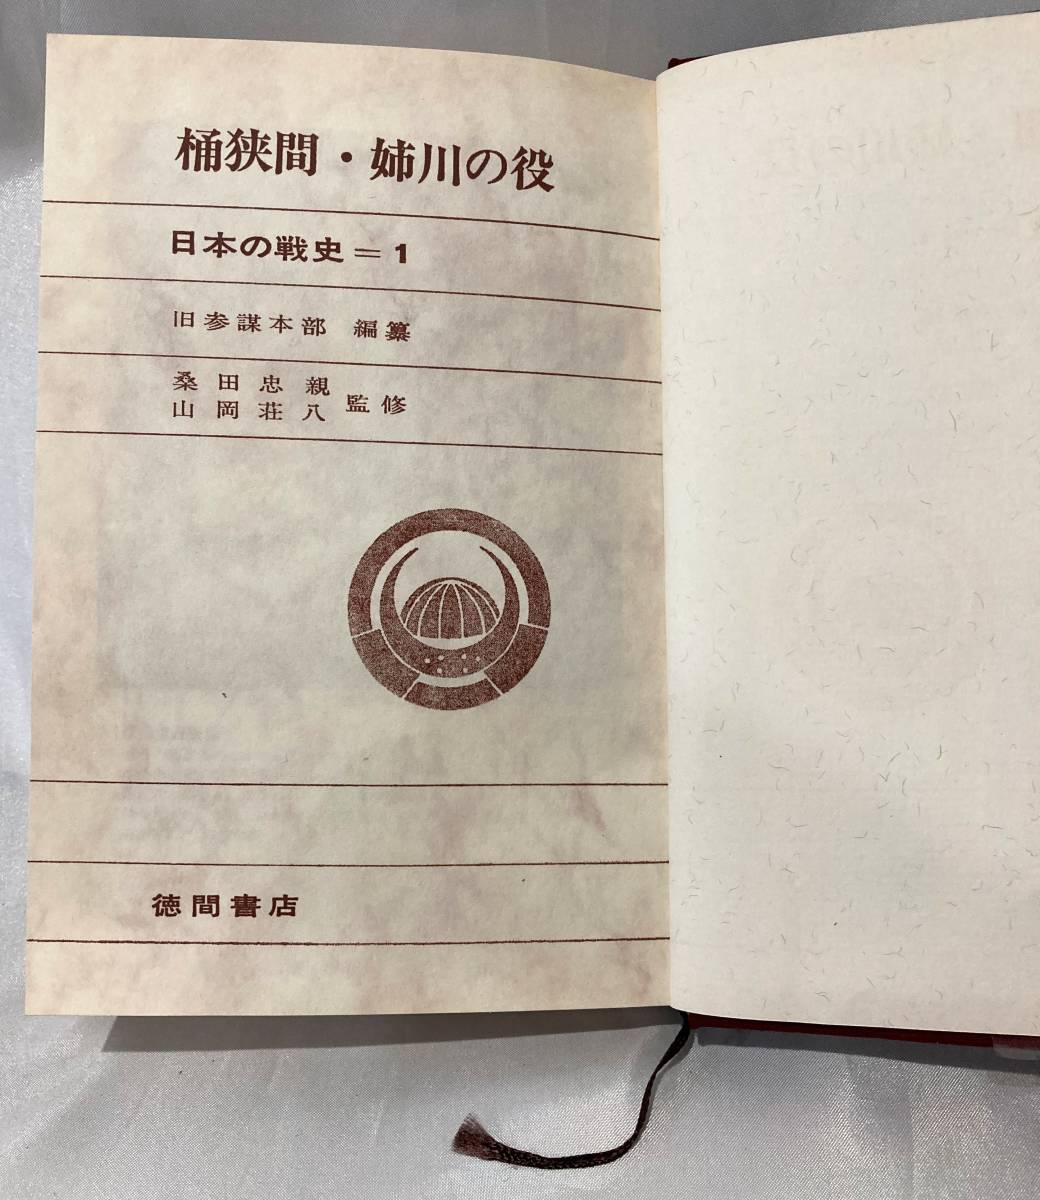 桶狭間・姉川の役
日本の戦史＝1
旧参謀本部 編纂
桑田忠親
山岡荘八 監修
徳間書店